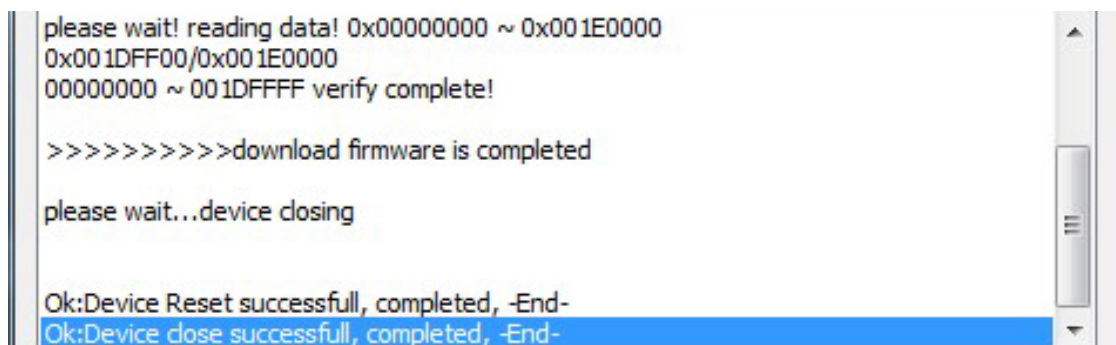 please wait! reading data! 0x00000000 ~ 0x001E0000
0x001DFF00/0x001E0000
00000000 ~ 001DFFFF verify complete!
>>>>>>>>>>download firmware is completed
please wait...device closing
Ok:Device Reset successfull, completed, -End-
Ok:Device close successfull, completed, -End-